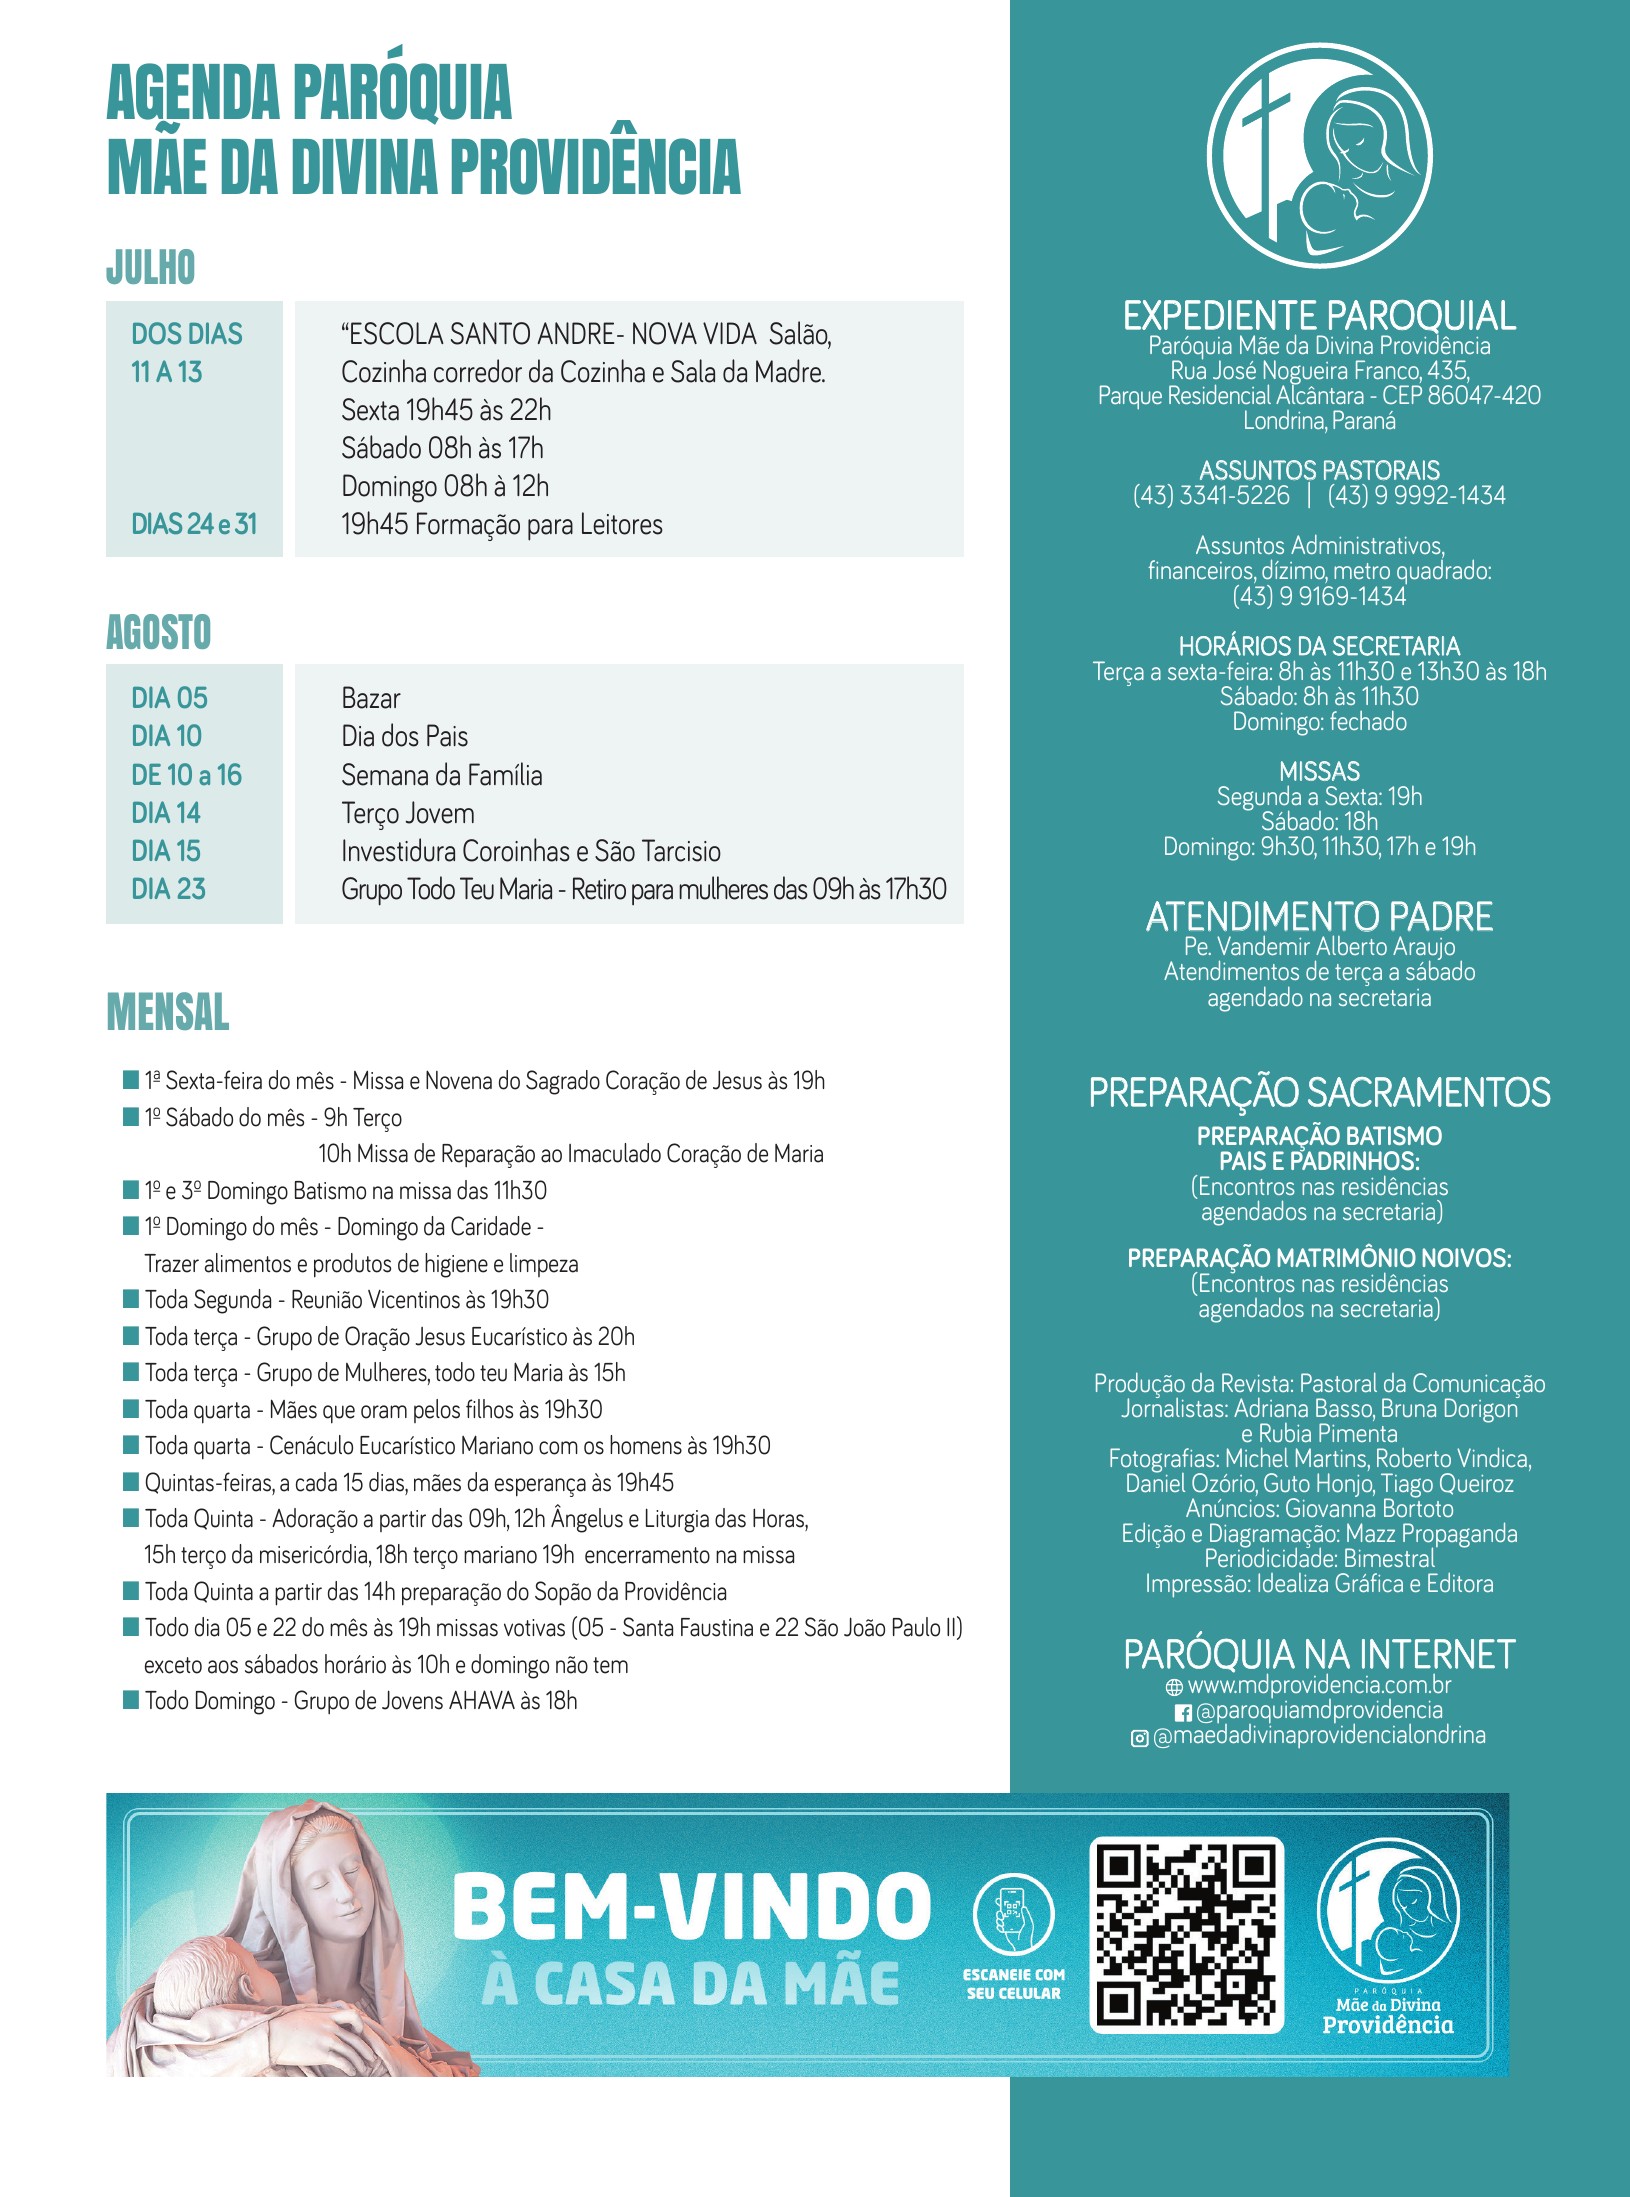 AGENDA PARÓQUIA
MÃE DA DIVINA PROVIDÊNCIA
JULHO
DOS DIAS
11 A 13
“ESCOLA SANTO ANDRE- NOVA VIDA  Salão,
Cozinha corredor da Cozinha e Sala da Madre.
Sexta 19h45 às 22h
Sábado 08h às 17h
Domingo 08h à 12h
DIAS 24 e 31 19h45 Formação para Leitores
AGOSTO
DIA 05 Bazar
DIA 10 Dia dos Pais
DE 10 a 16 Semana da Família
DIA 14 Terço Jovem
DIA 15 Investidura Coroinhas e São Tarcisio
DIA 23 Grupo Todo Teu Maria - Retiro para mulheres das 09h às 17h30
MENSAL
1ª Sexta-feira do mês - Missa e Novena do Sagrado Coração de Jesus às 19h
1º Sábado do mês - 9h Terço
10h Missa de Reparação ao Imaculado Coração de Maria
1º e 3º Domingo Batismo na missa das 11h30
1º Domingo do mês - Domingo da Caridade -
Trazer alimentos e produtos de higiene e limpeza
Toda Segunda - Reunião Vicentinos às 19h30
Toda terça - Grupo de Oração Jesus Eucarístico às 20h
Toda terça - Grupo de Mulheres, todo teu Maria às 15h
Toda quarta - Mães que oram pelos filhos às 19h30
Toda quarta - Cenáculo Eucarístico Mariano com os homens às 19h30
Quintas-feiras, a cada 15 dias, mães da esperança às 19h45
Toda Quinta - Adoração a partir das 09h, 12h Ângelus e Liturgia das Horas,
15h terço da misericórdia, 18h terço mariano 19h  encerramento na missa
Toda Quinta a partir das 14h preparação do Sopão da Providência
Todo dia 05 e 22 do mês às 19h missas votivas (05 - Santa Faustina e 22 São João Paulo II)
exceto aos sábados horário às 10h e domingo não tem
Todo Domingo - Grupo de Jovens AHAVA às 18h
EXPEDIENTE PAROQUIAL
Paróquia Mãe da Divina Providência
Rua José Nogueira Franco, 435,
Parque Residencial Alcântara - CEP 86047-420
Londrina, Paraná
ASSUNTOS PASTORAIS
(43) 3341-5226 | (43) 9 9992-1434
Assuntos Administrativos,
financeiros, dízimo, metro quadrado:
(43) 9 9169-1434
HORÁRIOS DA SECRETARIA
Terça a sexta-feira: 8h às 11h30 e 13h30 às 18h
Sábado: 8h às 11h30
Domingo: fechado
MISSAS
Segunda a Sexta: 19h
Sábado: 18h
Domingo: 9h30, 11h30, 17h e 19h
ATENDIMENTO PADRE
Pe. Vandemir Alberto Araujo
Atendimentos de terça a sábado
agendado na secretaria
PREPARAÇÃO SACRAMENTOS
PREPARAÇÃO BATISMO
PAIS E PADRINHOS:
(Encontros nas residências
agendados na secretaria)
PREPARAÇÃO MATRIMÔNIO NOIVOS:
(Encontros nas residências
agendados na secretaria)
Produção da Revista: Pastoral da Comunicação
Jornalistas: Adriana Basso, Bruna Dorigon
e Rubia Pimenta
Fotografias: Michel Martins, Roberto Vindica,
Daniel Ozório, Guto Honjo, Tiago Queiroz
Anúncios: Giovanna Bortoto
Edição e Diagramação: Mazz Propaganda
Periodicidade: Bimestral
Impressão: Idealiza Gráfica e Editora
PARÓQUIA NA INTERNET
www.mdprovidencia.com.br
@paroquiamdprovidencia
@maedadivinaprovidencialondrina
BEM-VINDO
À CASA DA MÃE
ESCANEIE COM
SEU CELULAR
PARÓQUIA
Mãe da Divina
Providência